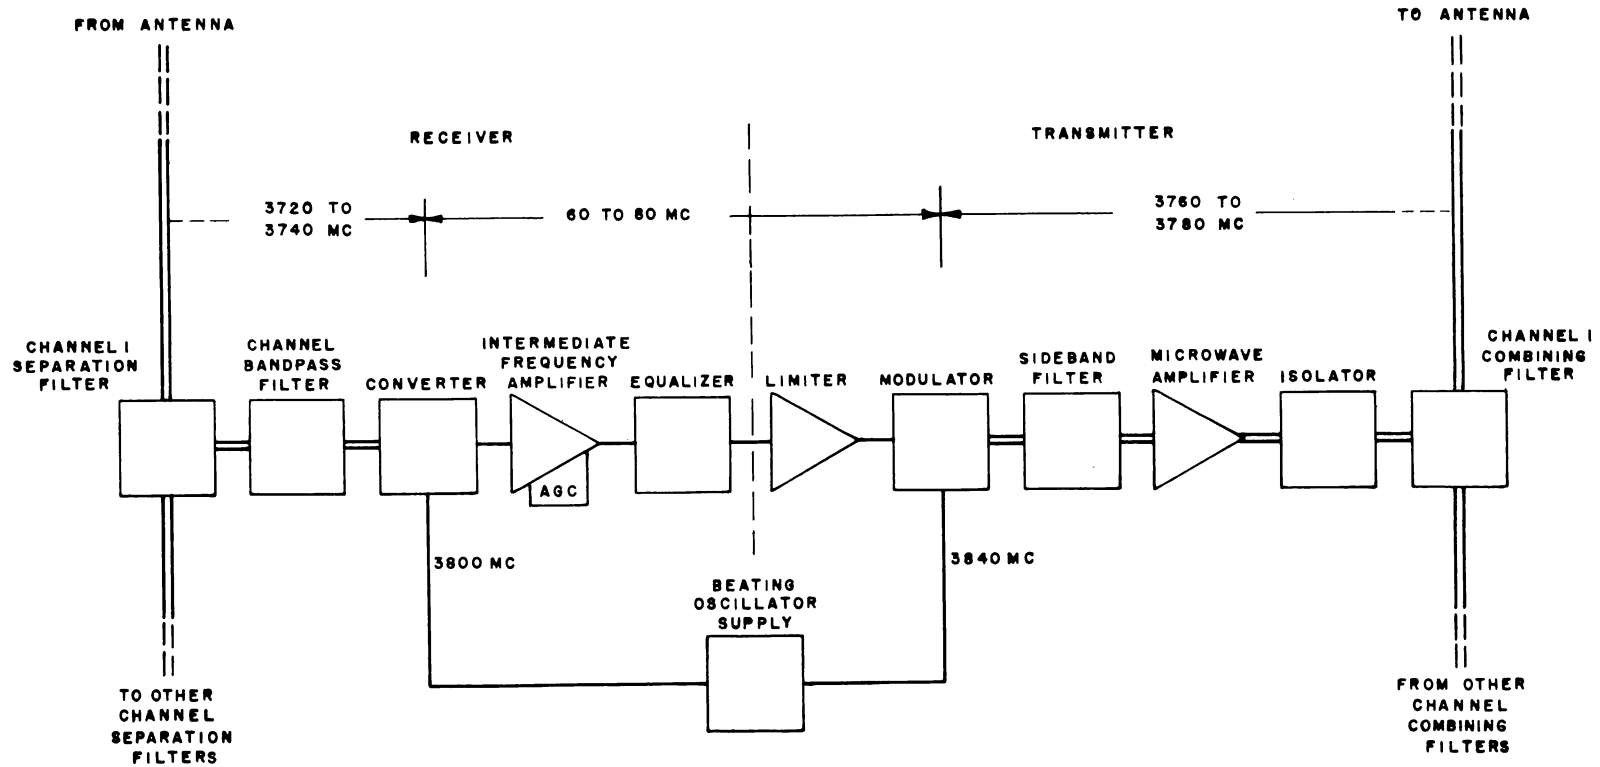 FROM ANTENNA
TO ANTENNA
RECEIVER
TRANSMITTER
3720 TO
3740 MC
60 TO 80 MC
3760 TO
3780 MC
CHANNEL I
SEPARATION
FILTER
CHANNEL
BANDPASS
FILTER
CONVERTER
INTERMEDIATE
FREQUENCY
AMPLIFIER
AGC
EQUALIZER
LIMITER
MODULATOR
SIDEBAND
FILTER
MICROWAVE
AMPLIFIER
ISOLATOR
CHANNEL I
COMBINING
FILTER
3800 MC
3840 MC
BEATING
OSCILLATOR
SUPPLY
TO OTHER
CHANNEL
SEPARATION
FILTERS
FROM OTHER
CHANNEL
COMBINING
FILTERS